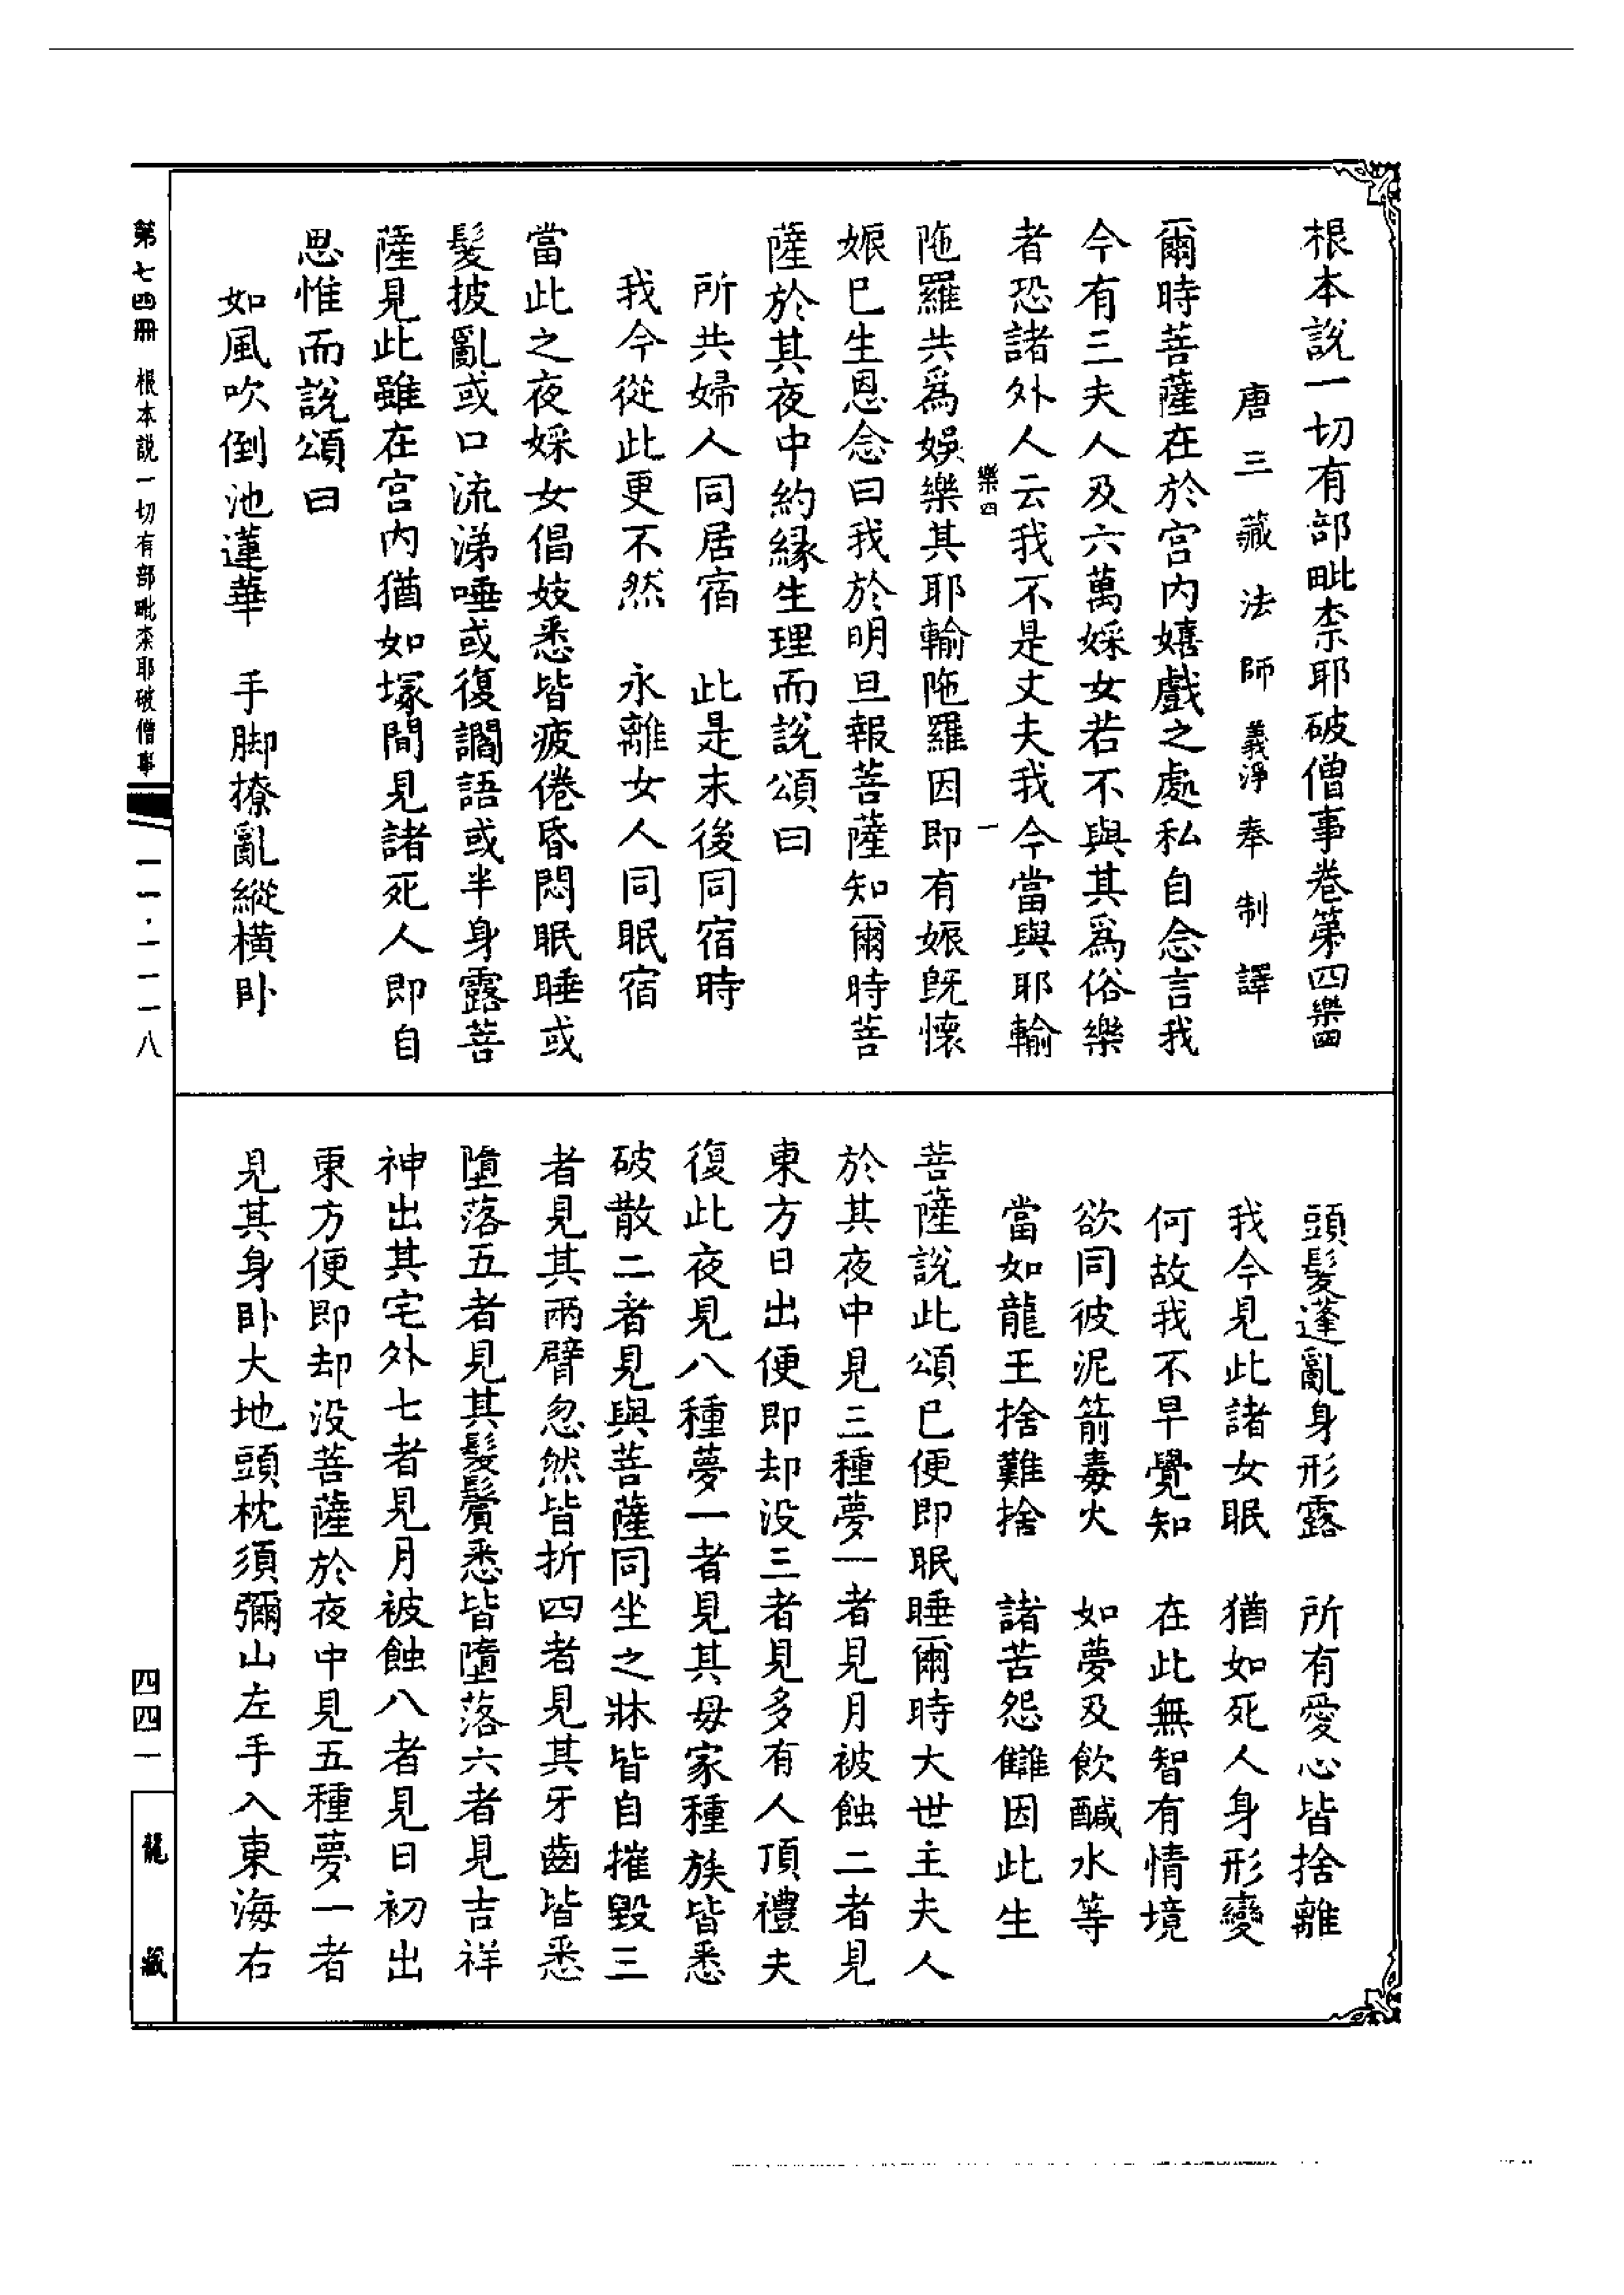 根本說一切有部毗柰耶破僧事卷第四樂四
唐三藏法師義淨奉制譯
爾時菩薩在於宮內嬉戲之處私自念言我
今有三夫人及六萬婇女若不與其爲俗樂
者恐諸外人云我不是丈夫我今當與耶輸
樂四 一
陁羅共爲娛樂其耶輸陁羅因即有娠旣懷
娠已生恩念曰我於明旦報菩薩知爾時菩
薩於其夜中約緣生理而說頌曰
所共婦人同居宿 此是末後同宿時
我今從此更不然 永離女人同眠宿
當此之夜婇女倡妓悉皆疲倦昏悶眠睡或
髮披亂或口流涕唾或復讇語或半身露菩
薩見此雖在宮內猶如塚間見諸死人即自
思惟而說頌曰
如風吹倒池蓮華 手脚撩亂縱橫卧
頭髮蓬亂身形露 所有愛心皆捨離
我今見此諸女眠 猶如死人身形變
何故我不早覺知 在此無智有情境
欲同彼泥箭毒火 如夢及飲醎水等
當如龍王捨難捨 諸苦怨讎因此生
菩薩說此頌已便即眠睡爾時大世主夫人
於其夜中見三種夢一者見月被蝕二者見
東方日出便即却没三者見多有人頂禮夫
復此夜見八種夢一者見其母家種族皆悉
破散二者見與菩薩同坐之牀皆自摧毀三
者見其兩臂忽然皆折四者見其牙齒皆悉
墮落五者見其髮鬢悉皆墮落六者見吉祥
神出其宅外七者見月被蝕八者見日初出
東方便即却没菩薩於夜中見五種夢一者
見其身卧大地頭枕須彌山左手入東海右
第七四冊 根本說一切有部毗柰耶破僧事 一一·一一一八
四四一
龍藏